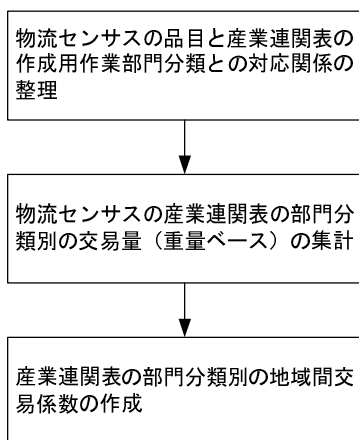 物流センサスの品目と産業連関表の
作成用作業部門分類との対応関係の
整理
物流センサスの産業連関表の部門分
類別の交易量（重量ベース）の集計
産業連関表の部門分類別の地域間交
易係数の作成